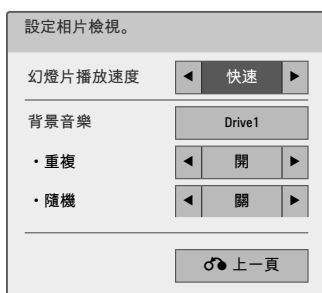 設定相片檢視。
幻燈片播放速度 ◀ 快速 ▶
背景音樂 Drive1
・重複 ◀ 開 ▶
・隨機 ◀ 關 ▶
上一頁